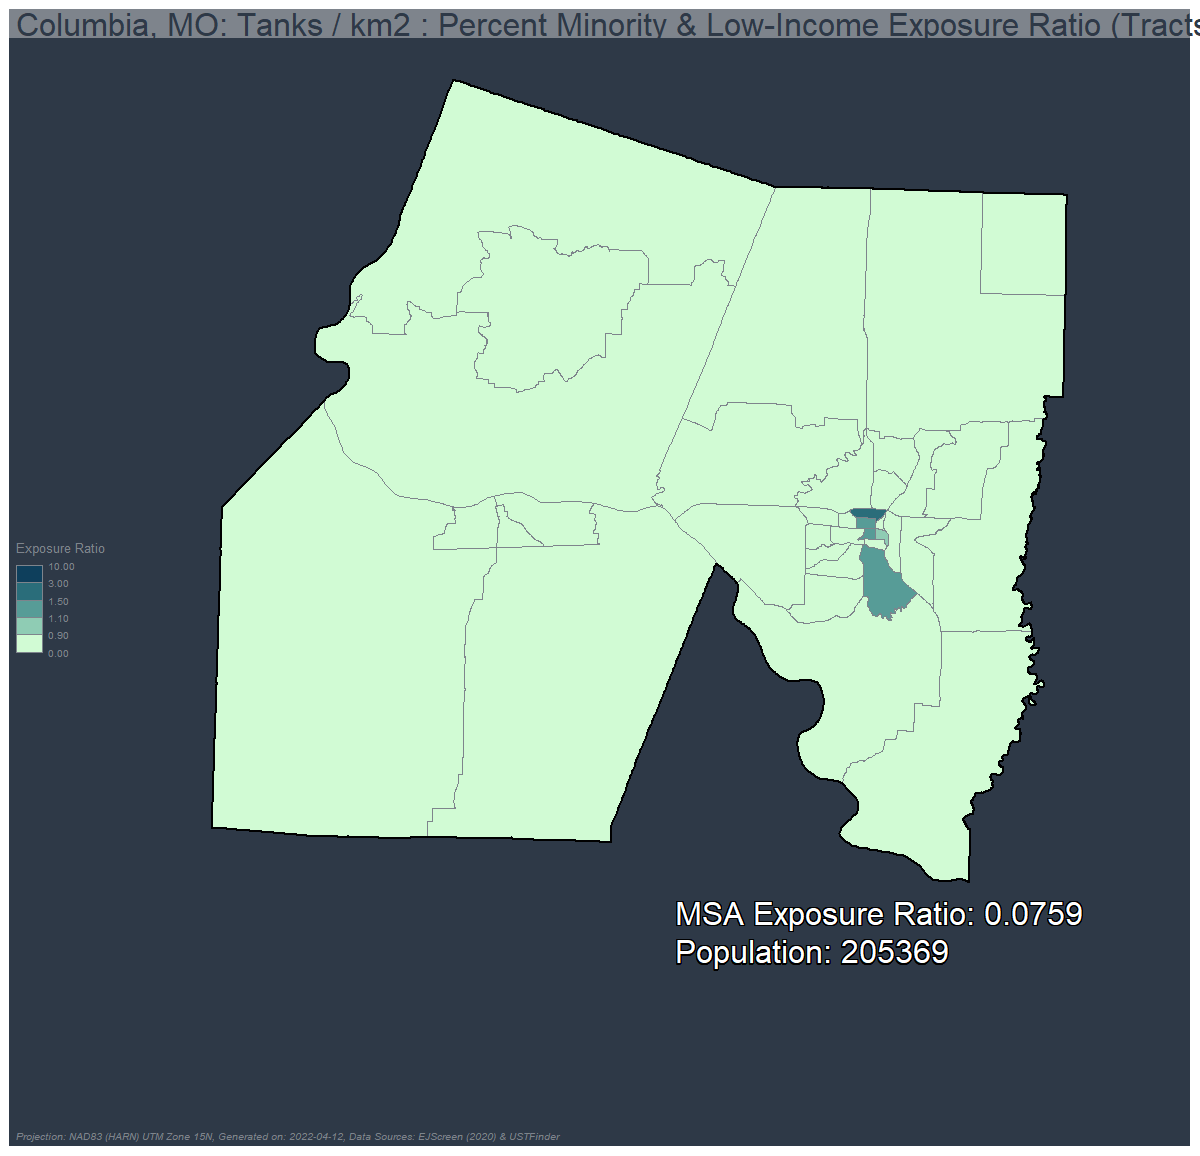 Columbia, MO: Tanks / km2 : Percent Minority & Low-Income Exposure Ratio (Tracts
Exposure Ratio
10.00
3.00
1.50
1.10
0.90
0.00
MSA Exposure Ratio: 0.0759
Population: 205369
Projection: NAD83 (HARN) UTM Zone 15N, Generated on: 2022-04-12, Data Sources: EJScreen (2020) & USTFinder